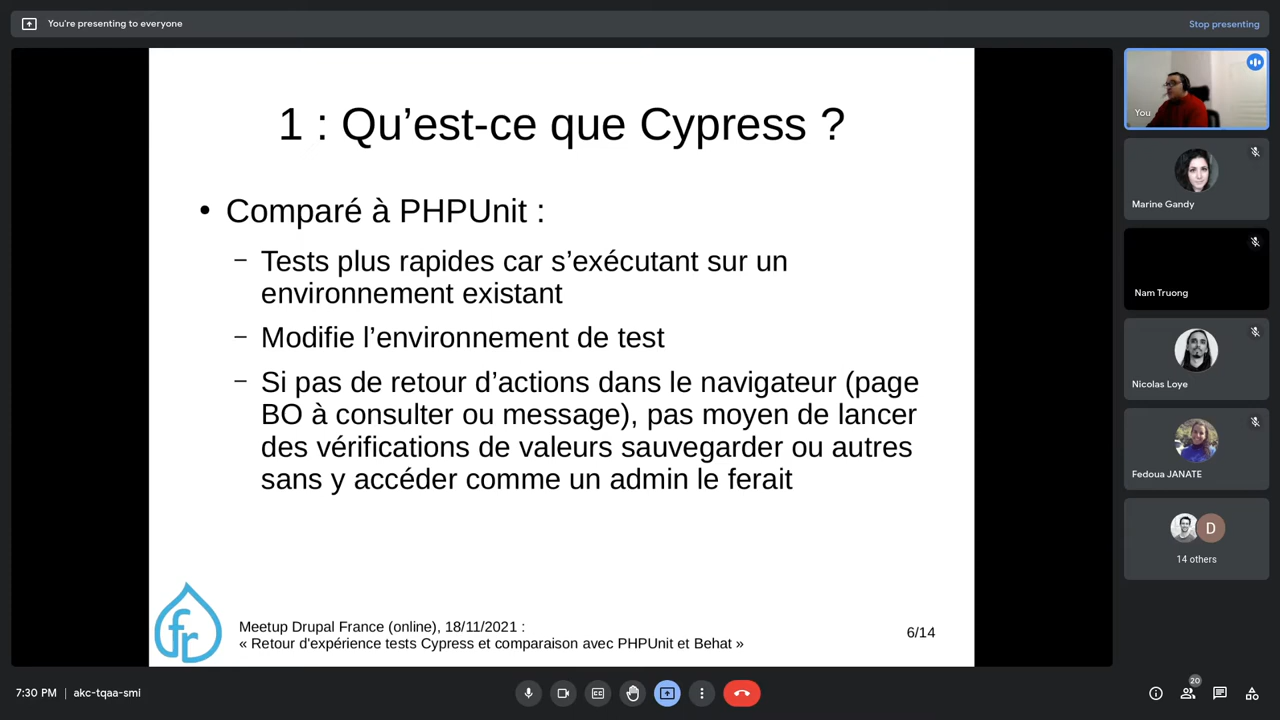 You're presenting to everyone
Stop presenting
1 : Qu’est-ce que Cypress ?
• Comparé à PHPUnit :
– Tests plus rapides car s’exécutant sur un
environnement existant
– Modifie l’environnement de test
– Si pas de retour d’actions dans le navigateur (page
BO à consulter ou message), pas moyen de lancer
des vérifications de valeurs sauvegarder ou autres
sans y accéder comme un admin le ferait
fr
Meetup Drupal France (online), 18/11/2021 :
« Retour d'expérience tests Cypress et comparaison avec PHPUnit et Behat »
6/14
You
Marine Gandy
Nam Truong
Nicolas Loye
Fedoua JANATE
D
14 others
7:30 PM | akc-tqaa-smi
CC
20